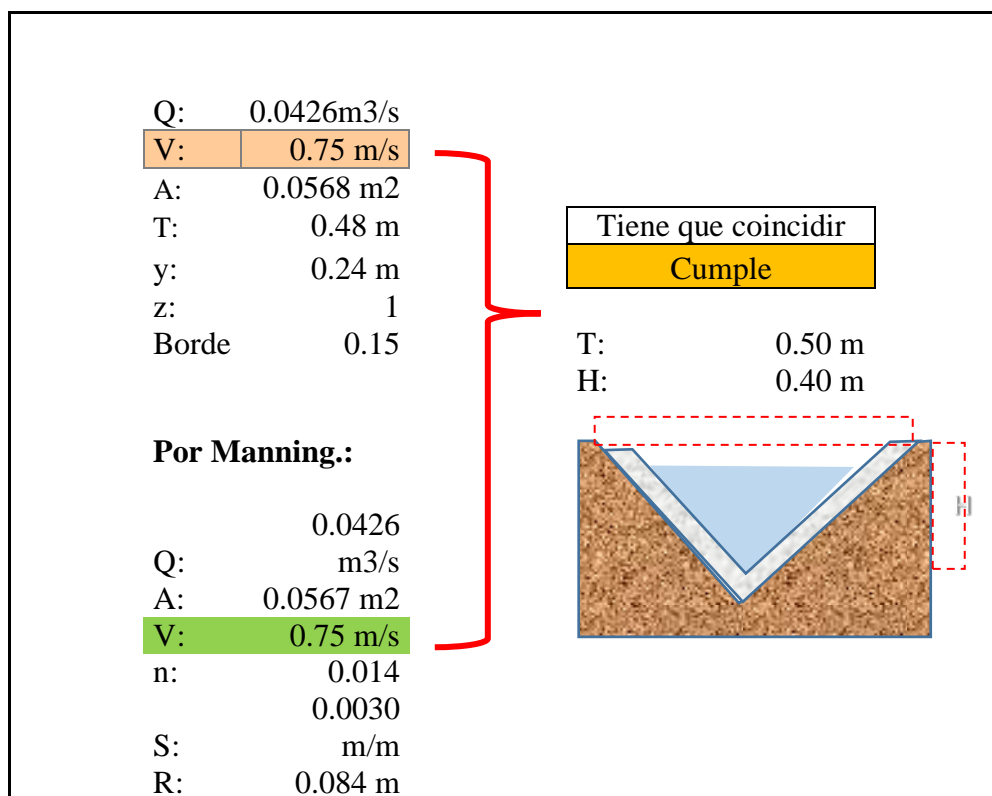 Q: 0.0426m3/s
V: 0.75 m/s
A: 0.0568 m2
T: 0.48 m
y: 0.24 m
z: 1
Borde 0.15
Tiene que coincidir
Cumple
T: 0.50 m
H: 0.40 m
H
Por Manning.:
0.0426
Q: m3/s
A: 0.0567 m2
V: 0.75 m/s
n: 0.014
0.0030
S: m/m
R: 0.084 m